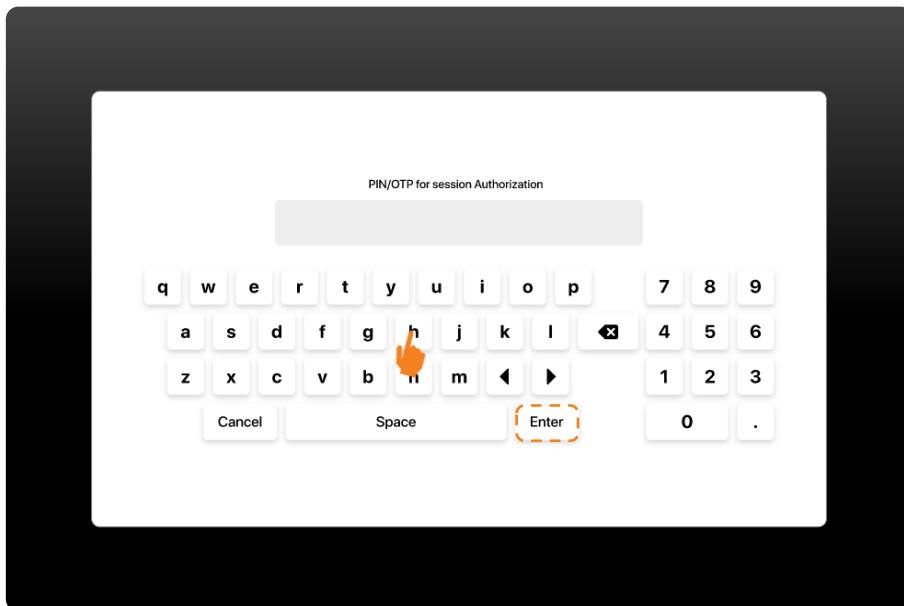 PIN/OTP for session Authorization
q w e r t y u i o p 7 8 9
a s d f g h j k l 4 5 6
z x c v b n m 1 2 3
Cancel Space Enter 0 .